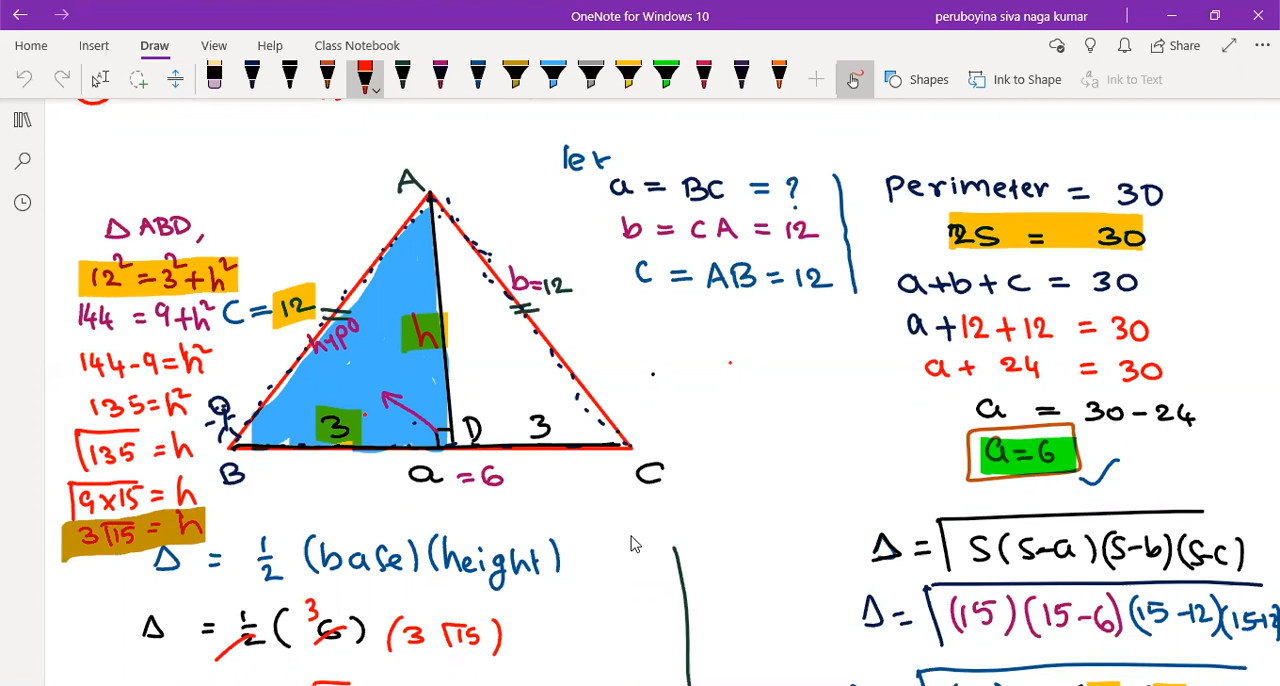 OneNote for Windows 10
peruboyina siva naga kumar
Home Insert Draw View Help Class Notebook
Share
Shapes Ink to Shape Ink to Text
let
a = BC = ?
b = CA = 12
C = AB = 12
Perimeter = 30
2S = 30
a+b+c = 30
a+12+12 = 30
a+ 24 = 30
a = 30-24
a=6
Δ ABD,
12² = 3²+h²
144 = 9+h²
144-9=h²
135=h²
√135 = h
√9×15 = h
3√15 = h
A
C = 12
hypo
b=12
h
3
D
3
B
a = 6
C
Δ = 1/2 (base)(height)
Δ = 1/2 (6) (3√15)
3
Δ = √S(S-a)(S-b)(S-c)
Δ = √(15)(15-6)(15-12)(15-12